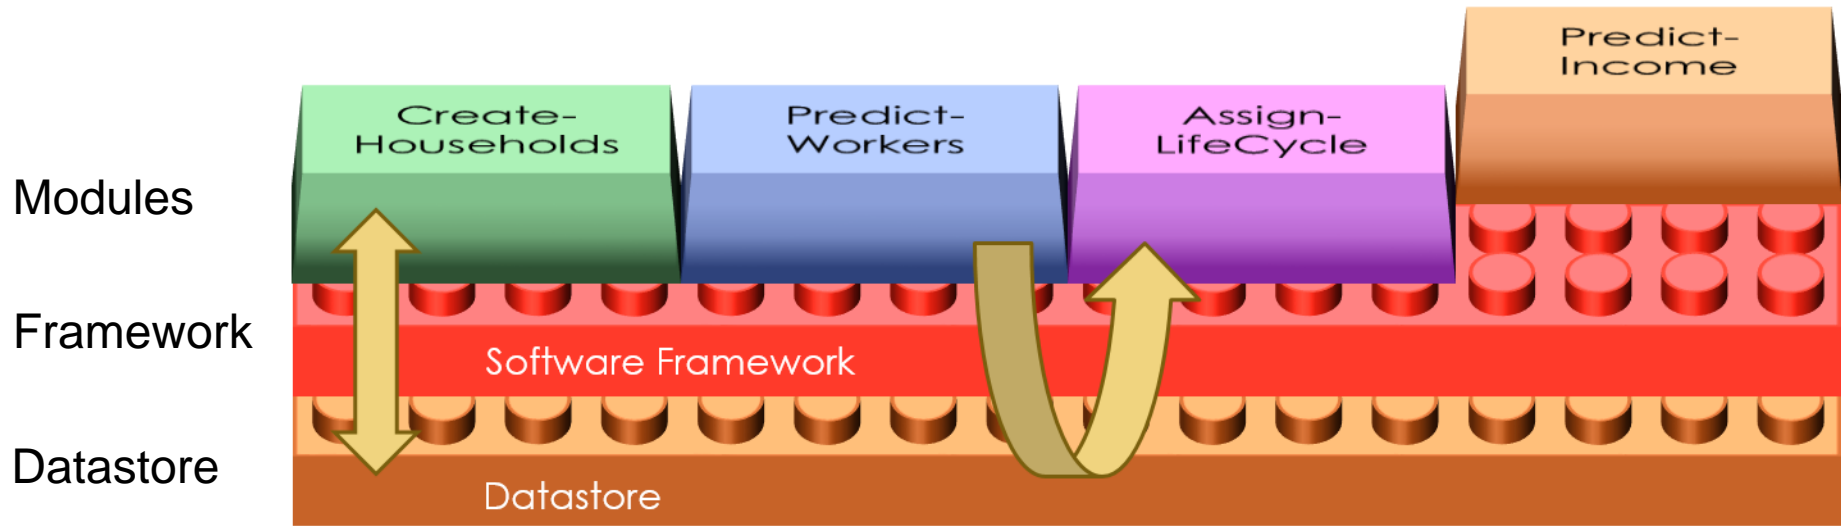 Create-
Households
Predict-
Workers
Assign-
LifeCycle
Predict-
Income
Modules
Framework
Software Framework
Datastore
Datastore